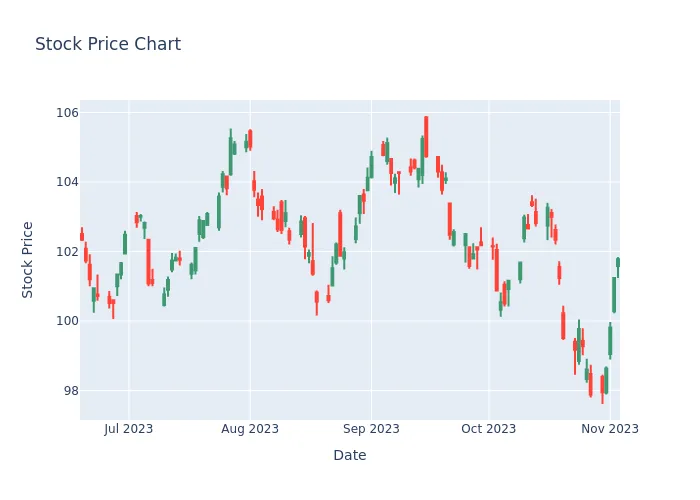 Stock Price Chart
106
104
102
100
98
Stock Price
Jul 2023
Aug 2023
Sep 2023
Oct 2023
Nov 2023
Date